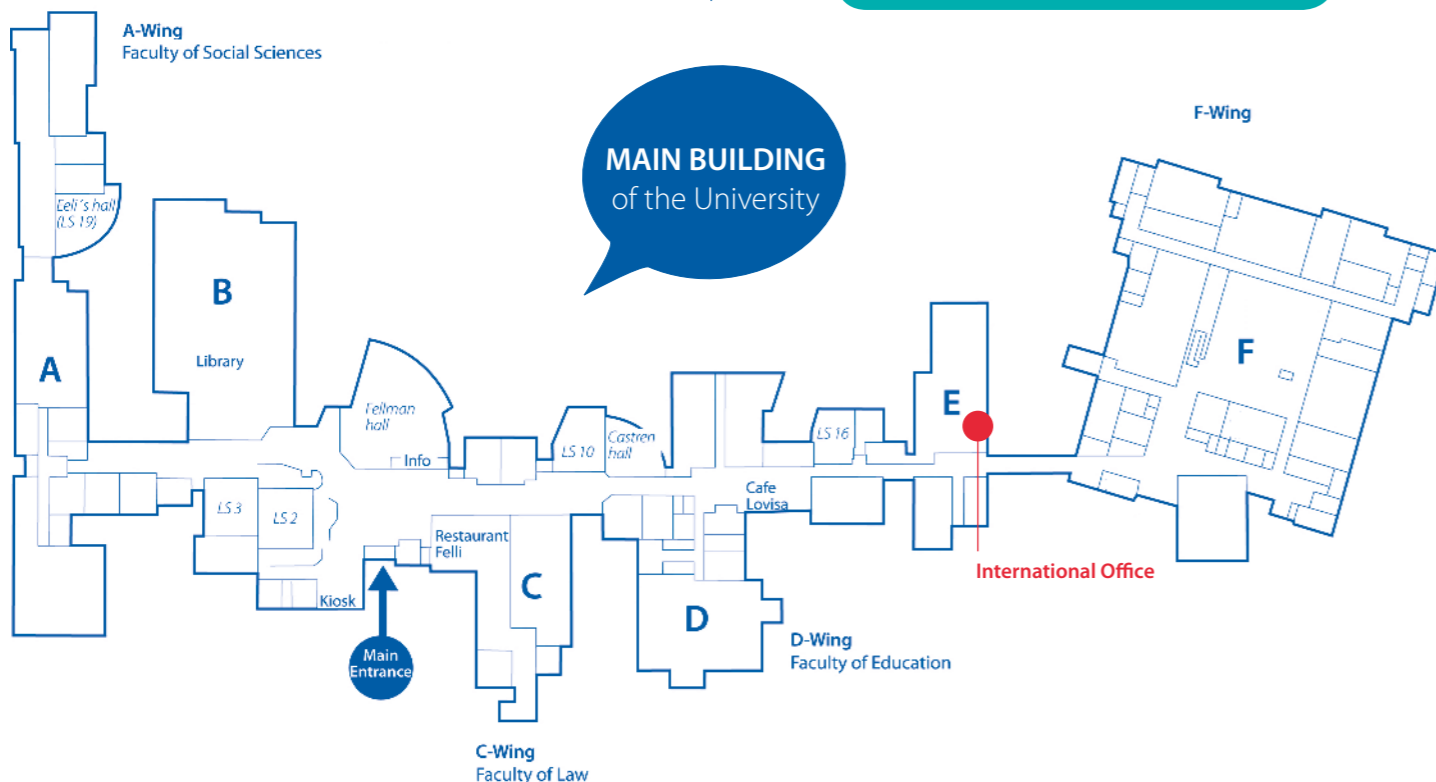 A-Wing
Faculty of Social Sciences
MAIN BUILDING
of the University
F-Wing
Eeli´s hall
(LS 19)
B
Library
A
Fellman
hall
Info
LS 10
Castren
hall
LS 16
E
F
LS 3
LS 2
Restaurant
Felli
Cafe
Lovisa
International Office
Kiosk
C
D
Main
Entrance
D-Wing
Faculty of Education
C-Wing
Faculty of Law